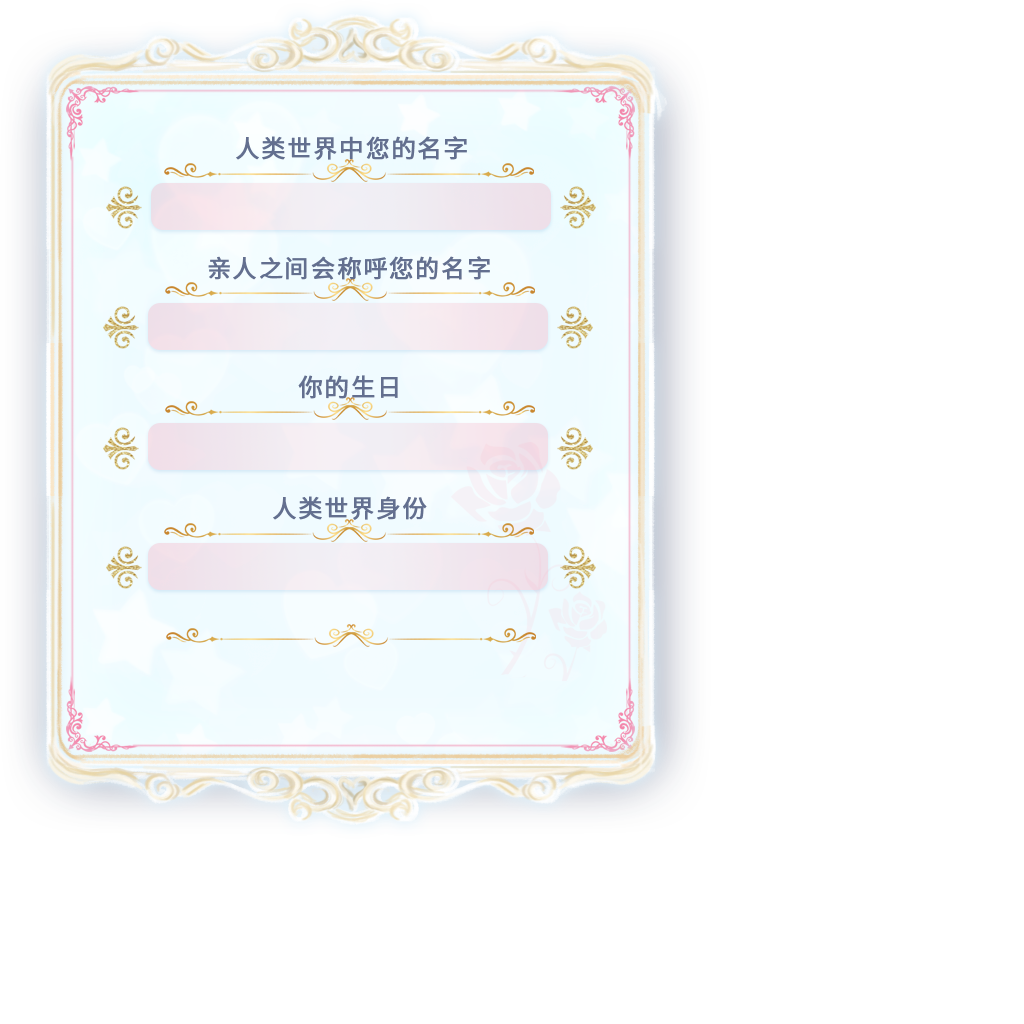 人类世界中您的名字
亲人之间会称呼您的名字
你的生日
人类世界身份